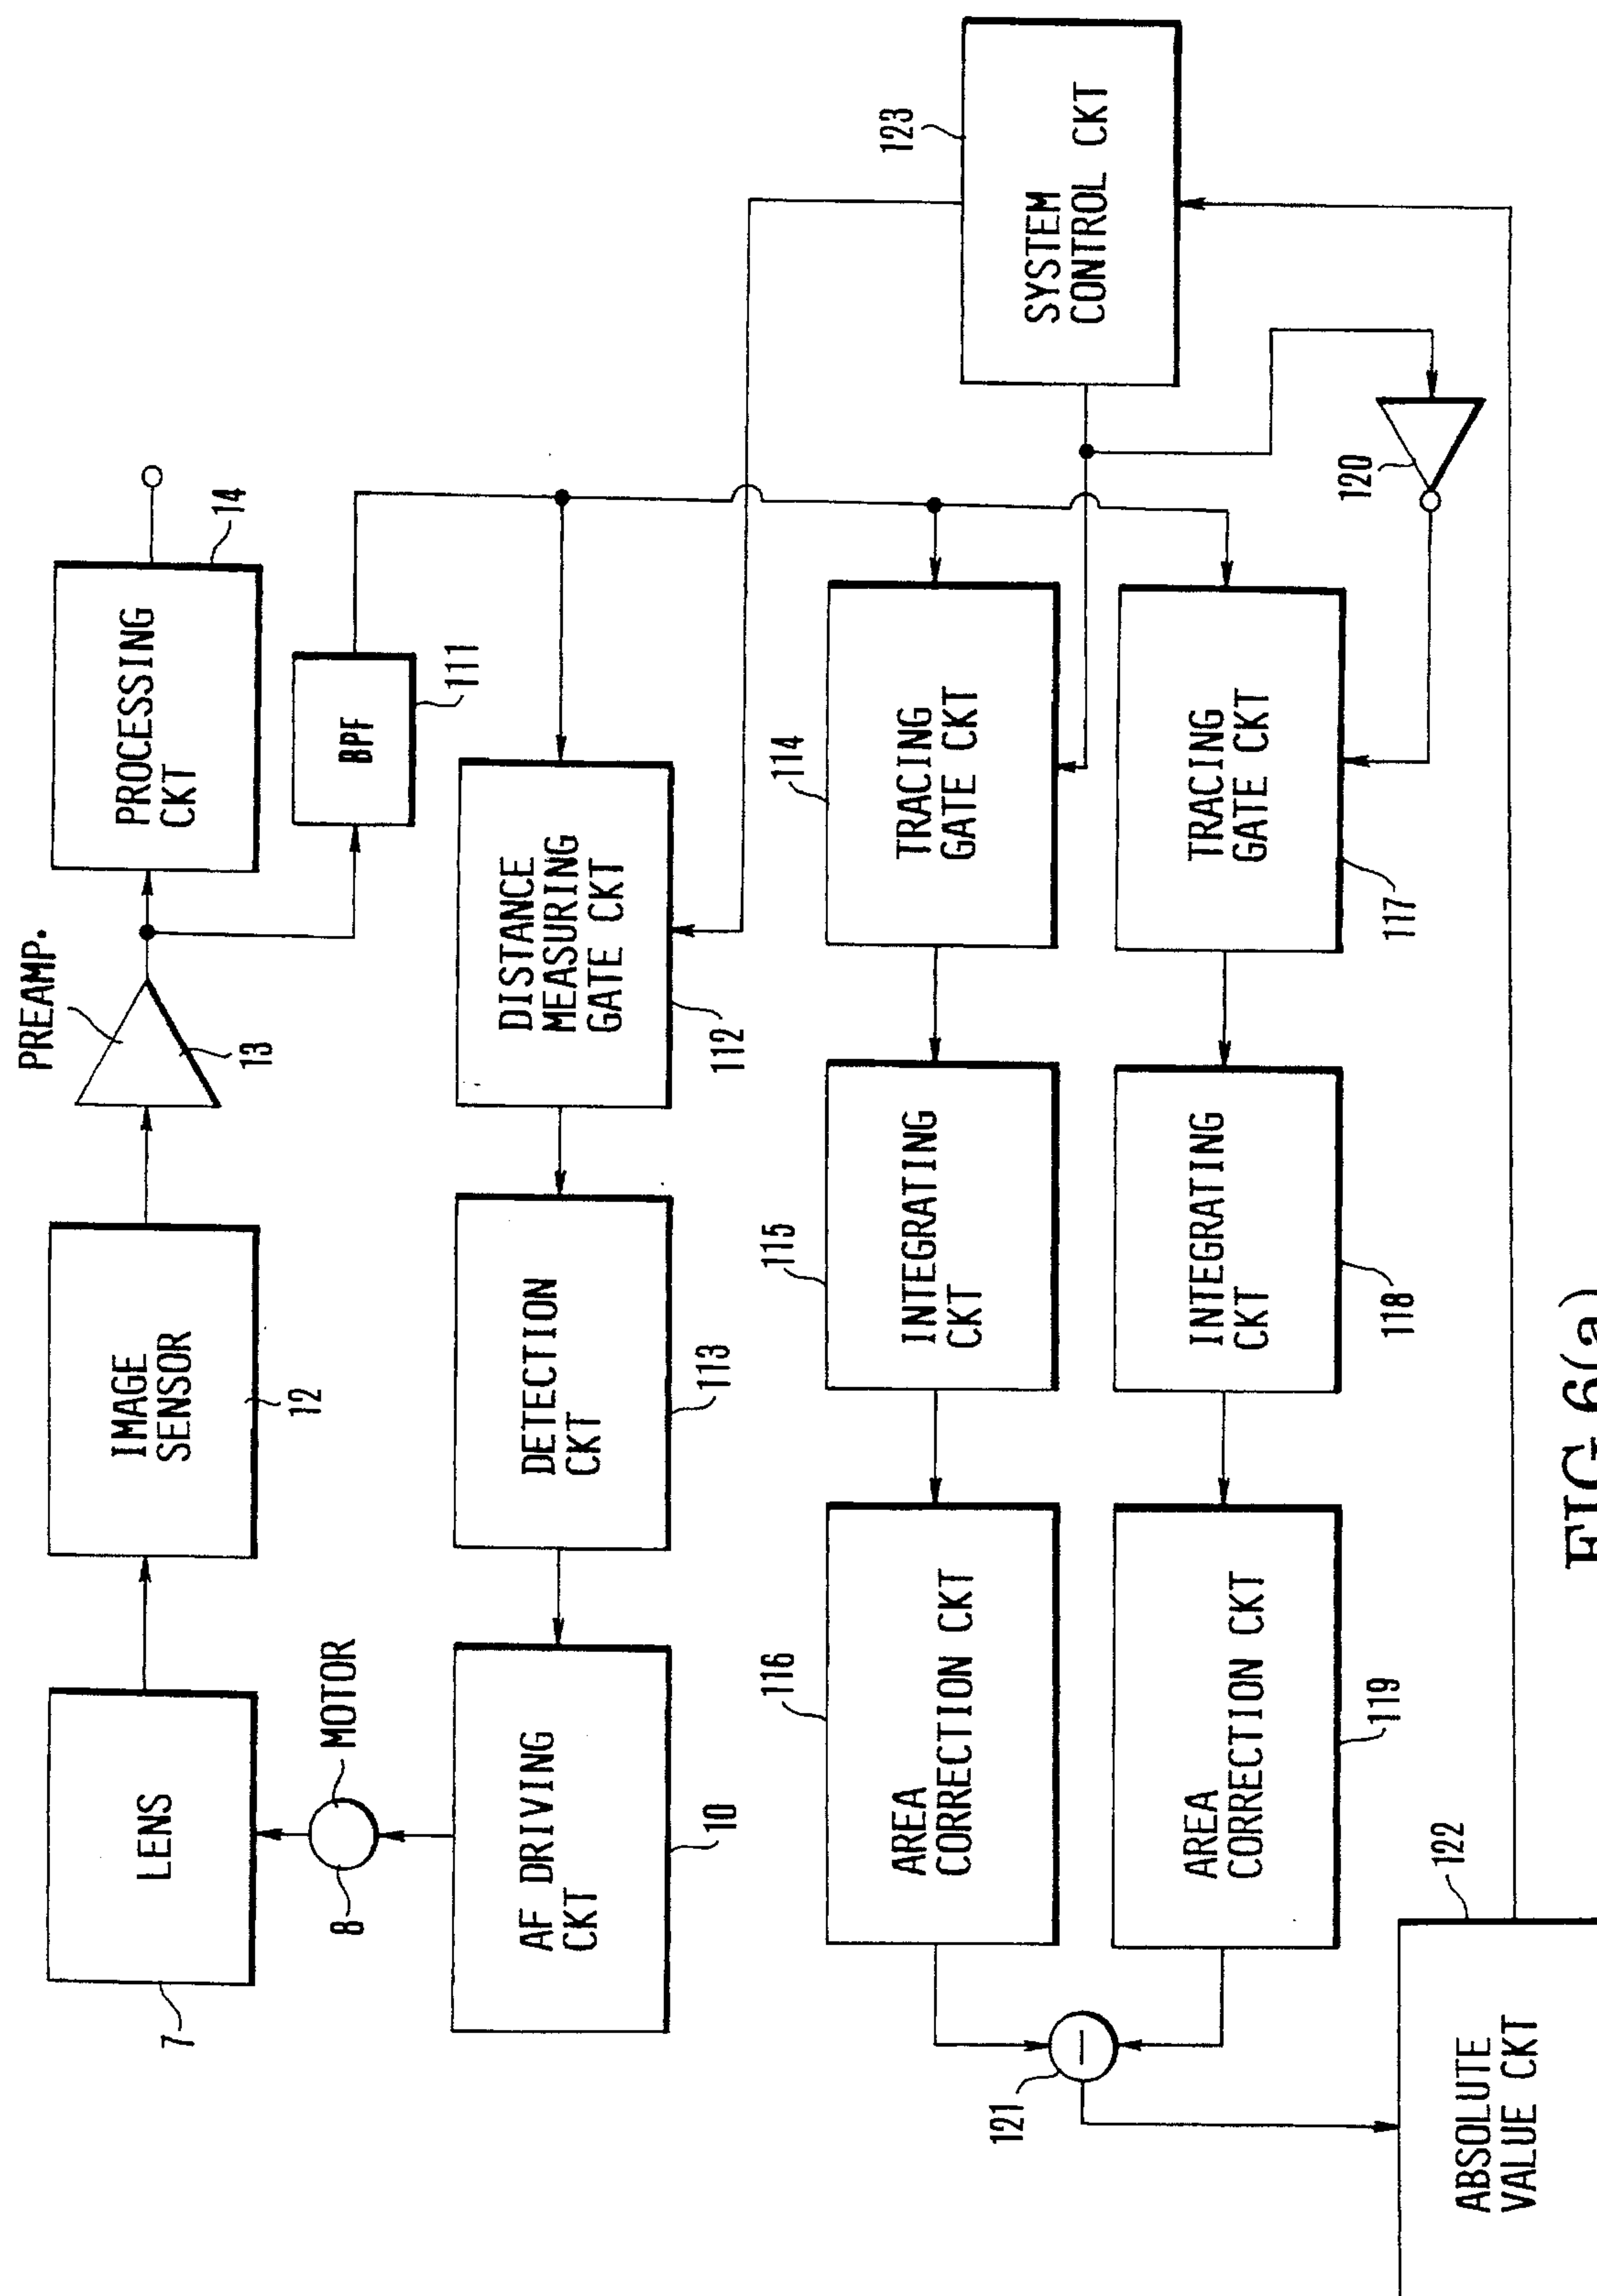 LENS
7
MOTOR
8
IMAGE
SENSOR
12
PREAMP.
13
PROCESSING
CKT
14
BPF
111
AF DRIVING
CKT
10
DETECTION
CKT
113
DISTANCE
MEASURING
GATE CKT
112
AREA
CORRECTION CKT
116
INTEGRATING
CKT
115
TRACING
GATE CKT
114
AREA
CORRECTION CKT
119
INTEGRATING
CKT
118
TRACING
GATE CKT
117
SYSTEM
CONTROL CKT
123
120
121
ABSOLUTE
VALUE CKT
122
FIG.6(a)